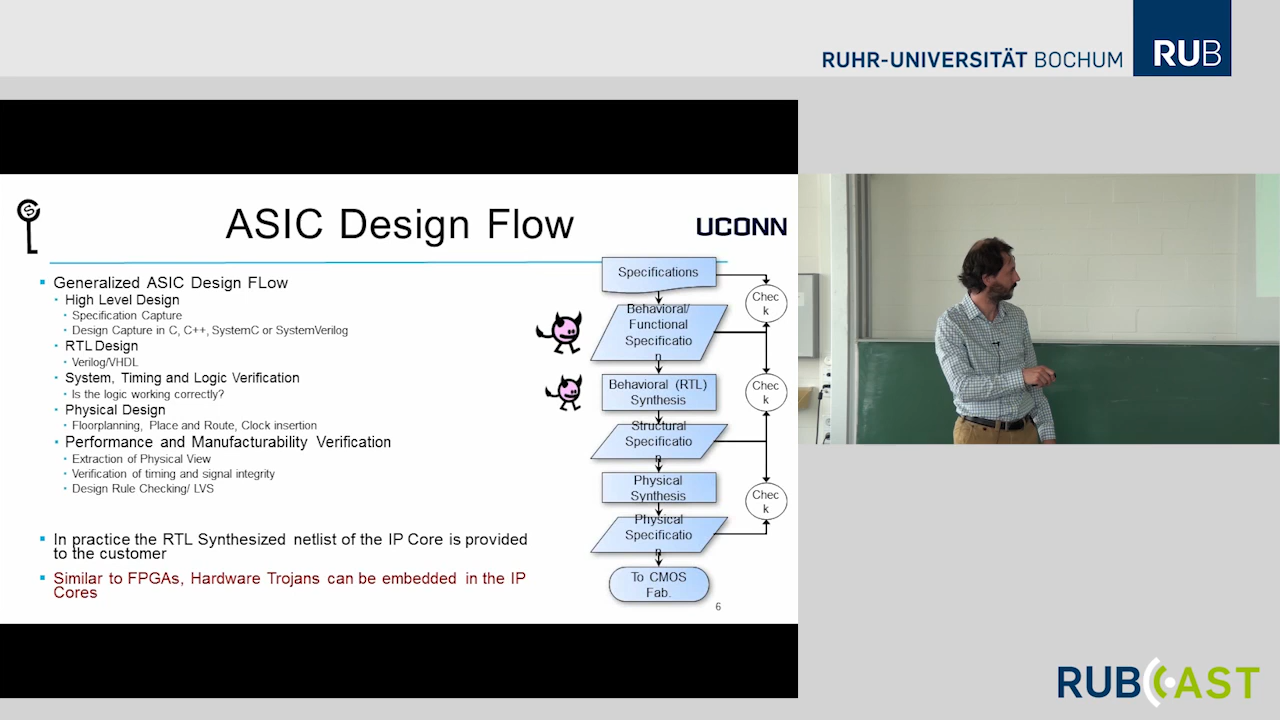 RUHR-UNIVERSITÄT BOCHUM
RUB
ASIC Design Flow
UCONN
Generalized ASIC Design FLow
High Level Design
Specification Capture
Design Capture in C, C++, SystemC or SystemVerilog
RTL Design
Verilog/VHDL
System, Timing and Logic Verification
Is the logic working correctly?
Physical Design
Floorplanning, Place and Route, Clock insertion
Performance and Manufacturability Verification
Extraction of Physical View
Verification of timing and signal integrity
Design Rule Checking/ LVS
In practice the RTL Synthesized netlist of the IP Core is provided
to the customer
Similar to FPGAs, Hardware Trojans can be embedded in the IP
Cores
Specifications
Chec
k
Behavioral/
Functional
Specificatio
n
Behavioral (RTL)
Synthesis
Chec
k
Structural
Specificatio
n
Physical
Synthesis
Chec
k
Physical
Specificatio
n
To CMOS
Fab.
6
RUBCAST